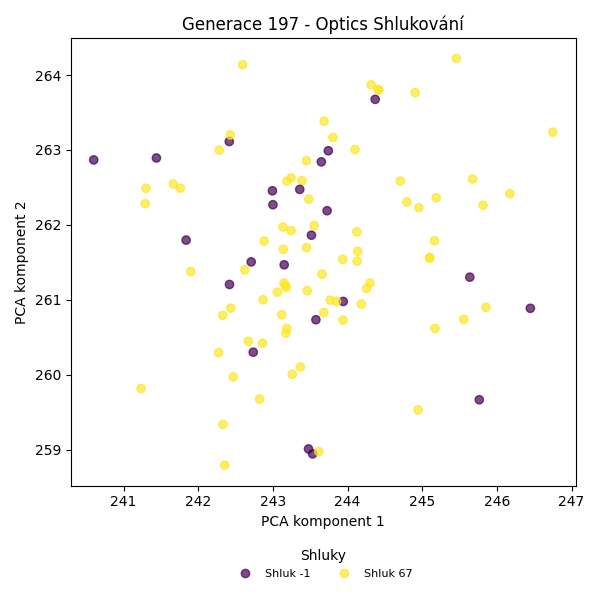 Generace 197 - Optics Shlukování
264
263
262
261
260
259
PCA komponent 2
241 242 243 244 245 246 247
PCA komponent 1
Shluky
Shluk -1 Shluk 67